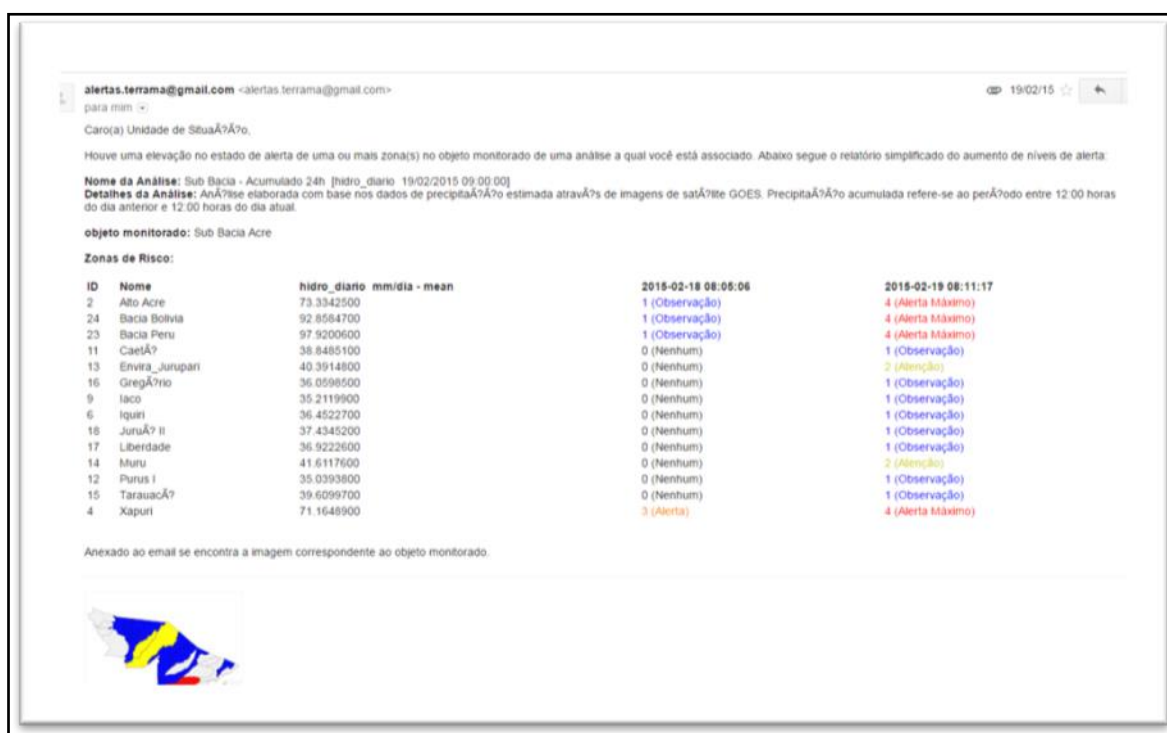 alertas.terrama@gmail.com <alertas.terrama@gmail.com> 19/02/15
para mim
Caro(a) Unidade de SituaÃ?Ã?o,
Houve uma elevação no estado de alerta de uma ou mais zona(s) no objeto monitorado de uma análise a qual você está associado. Abaixo segue o relatório simplificado do aumento de níveis de alerta:
Nome da Análise: Sub Bacia - Acumulado 24h [hidro_diario 19/02/2015 09:00:00]
Detalhes da Análise: AnÃ?lise elaborada com base nos dados de precipitaÃ?Ã?o estimada atravÃ?s de imagens de satÃ?lite GOES. PrecipitaÃ?Ã?o acumulada refere-se ao perÃ?odo entre 12:00 horas
do dia anterior e 12:00 horas do dia atual.
objeto monitorado: Sub Bacia Acre
Zonas de Risco:
ID Nome hidro_diario mm/dia - mean 2015-02-18 08:05:06 2015-02-19 08:11:17
2 Alto Acre 73.3342500 1 (Observação) 4 (Alerta Máximo)
24 Bacia Bolivia 92.8584700 1 (Observação) 4 (Alerta Máximo)
23 Bacia Peru 97.9200600 1 (Observação) 4 (Alerta Máximo)
11 CaetÃ? 38.8485100 0 (Nenhum) 1 (Observação)
13 Envira_Jurupari 40.3914800 0 (Nenhum) 2 (Atenção)
16 GregÃ?rio 36.0598500 0 (Nenhum) 1 (Observação)
9 Iaco 35.2119900 0 (Nenhum) 1 (Observação)
6 Iquiri 36.4522700 0 (Nenhum) 1 (Observação)
18 JuruÃ? II 37.4345200 0 (Nenhum) 1 (Observação)
17 Liberdade 36.9222600 0 (Nenhum) 1 (Observação)
14 Muru 41.6117600 0 (Nenhum) 2 (Atenção)
12 Purus I 35.0393800 0 (Nenhum) 1 (Observação)
15 TarauacÃ? 39.6099700 0 (Nenhum) 1 (Observação)
4 Xapuri 71.1648900 3 (Alerta) 4 (Alerta Máximo)
Anexado ao email se encontra a imagem correspondente ao objeto monitorado.